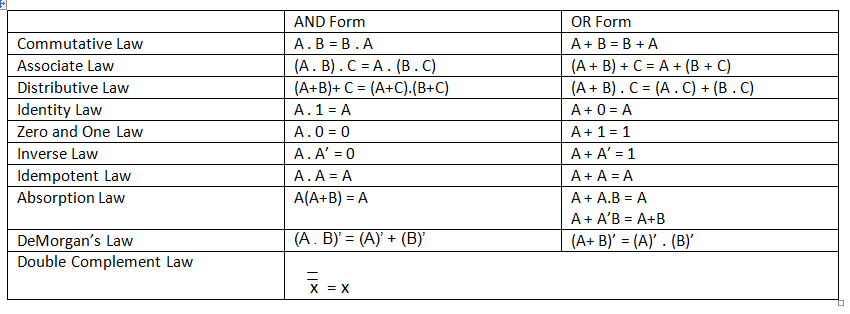 AND Form OR Form
Commutative Law A . B = B . A A + B = B + A
Associate Law (A . B) . C = A . (B . C) (A + B) + C = A + (B + C)
Distributive Law (A+B)+ C = (A+C).(B+C) (A + B) . C = (A . C) + (B . C)
Identity Law A . 1 = A A + 0 = A
Zero and One Law A . 0 = 0 A + 1 = 1
Inverse Law A . A’ = 0 A + A’ = 1
Idempotent Law A . A = A A + A = A
Absorption Law A(A+B) = A A + A.B = A
A + A’B = A+B
DeMorgan’s Law (A . B)’ = (A)’ + (B)’ (A+ B)’ = (A)’ . (B)’
Double Complement Law
x̿ = x